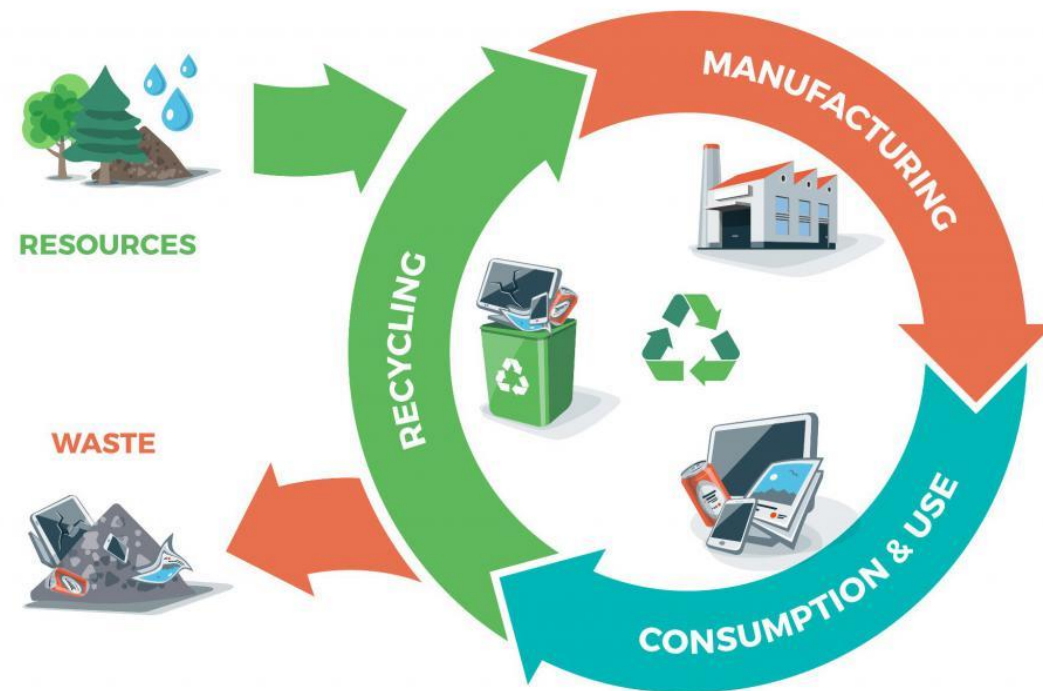 RESOURCES
WASTE
RECYCLING
MANUFACTURING
CONSUMPTION & USE